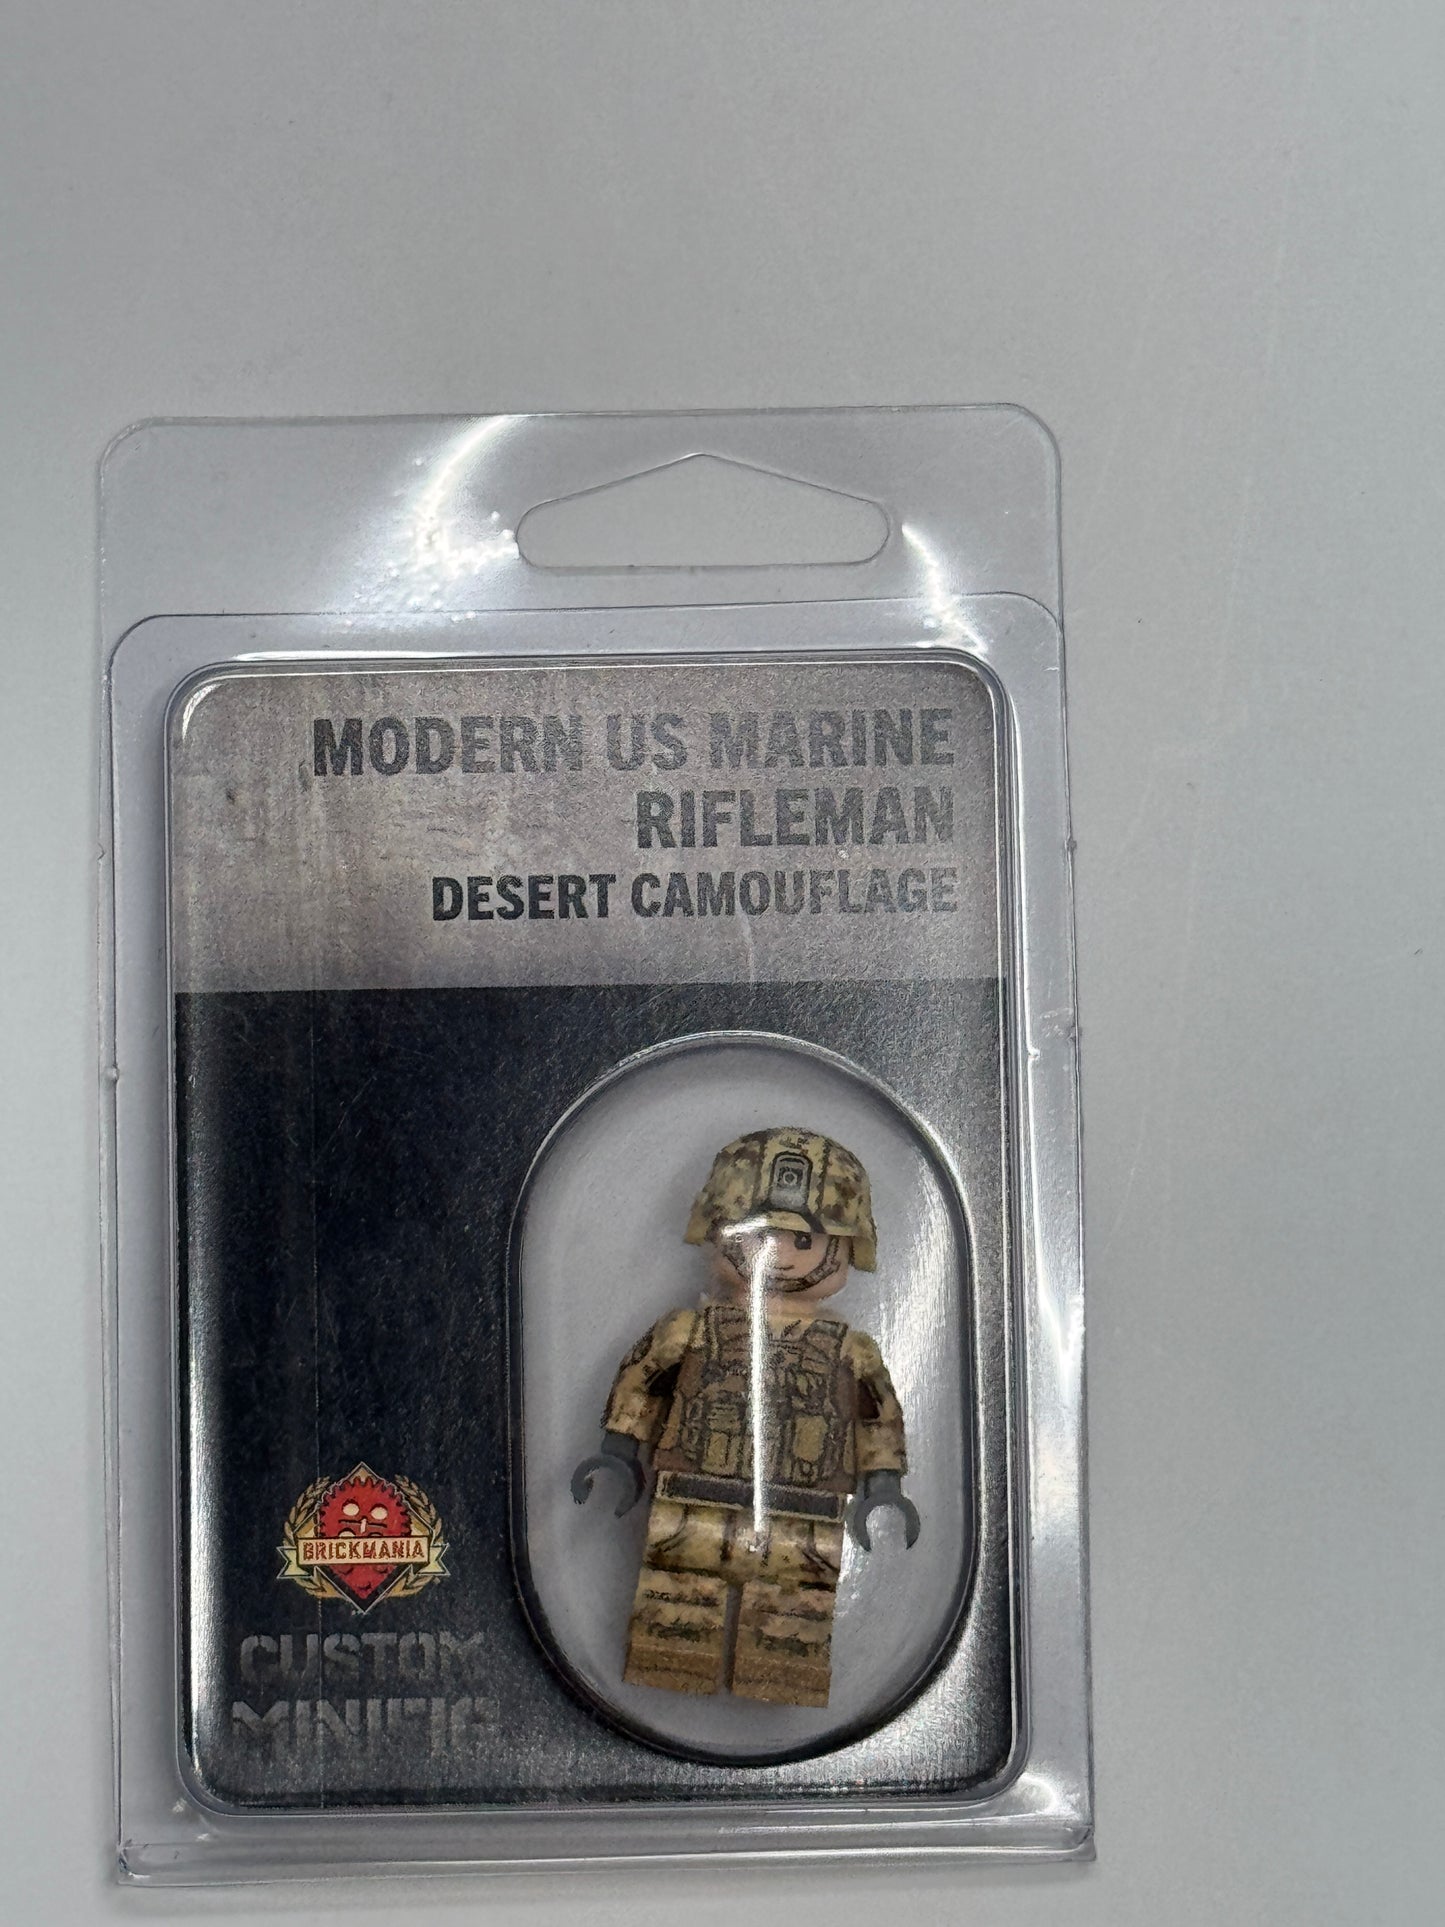 MODERN US MARINE
RIFLEMAN
DESERT CAMOUFLAGE
BRICKMANIA
CUSTOM
MINIFIG